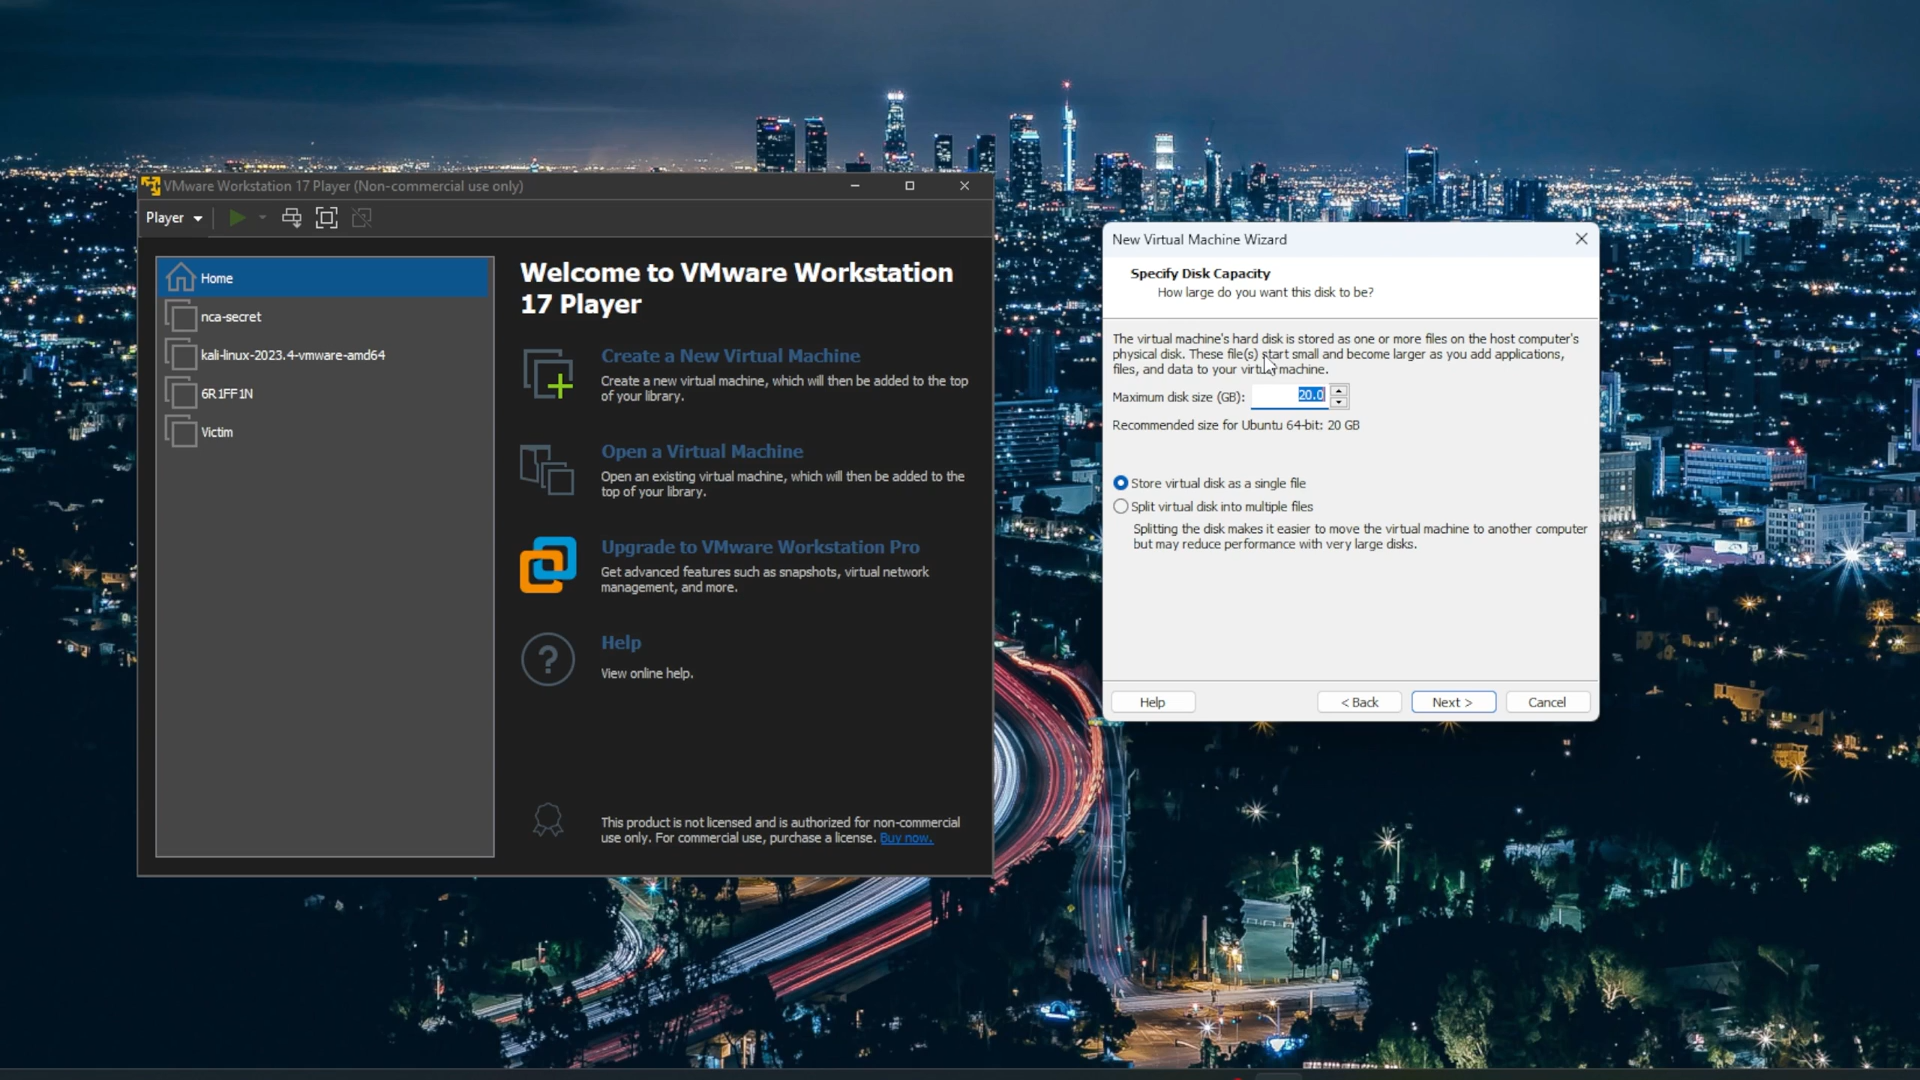 VMware Workstation 17 Player (Non-commercial use only)
Player
Home
nca-secret
kali-linux-2023.4-vmware-amd64
6R1FF1N
Victim
Welcome to VMware Workstation
17 Player
Create a New Virtual Machine
Create a new virtual machine, which will then be added to the top
of your library.
Open a Virtual Machine
Open an existing virtual machine, which will then be added to the
top of your library.
Upgrade to VMware Workstation Pro
Get advanced features such as snapshots, virtual network
management, and more.
Help
View online help.
This product is not licensed and is authorized for non-commercial
use only. For commercial use, purchase a license. Buy now.
New Virtual Machine Wizard
Specify Disk Capacity
How large do you want this disk to be?
The virtual machine's hard disk is stored as one or more files on the host computer's
physical disk. These file(s) start small and become larger as you add applications,
files, and data to your virtual machine.
Maximum disk size (GB): 20.0
Recommended size for Ubuntu 64-bit: 20 GB
Store virtual disk as a single file
Split virtual disk into multiple files
Splitting the disk makes it easier to move the virtual machine to another computer
but may reduce performance with very large disks.
Help
< Back
Next >
Cancel